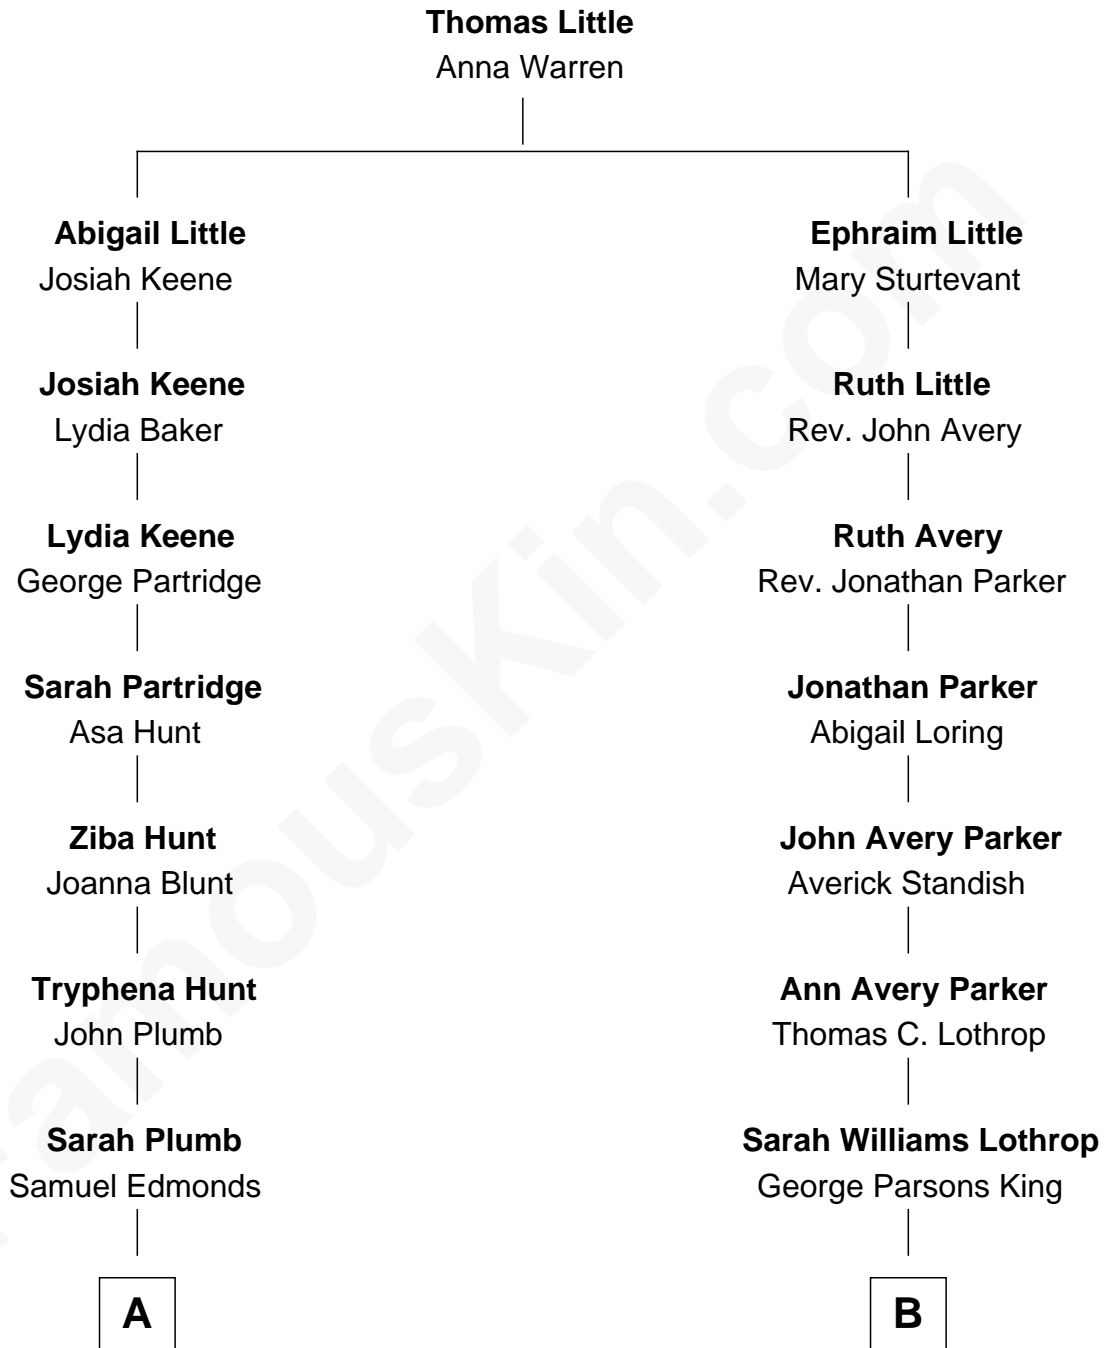 Thomas Little
Anna Warren
Abigail Little
Josiah Keene
Ephraim Little
Mary Sturtevant
Josiah Keene
Lydia Baker
Ruth Little
Rev. John Avery
Lydia Keene
George Partridge
Ruth Avery
Rev. Jonathan Parker
Sarah Partridge
Asa Hunt
Jonathan Parker
Abigail Loring
Ziba Hunt
Joanna Blunt
John Avery Parker
Averick Standish
Tryphena Hunt
John Plumb
Ann Avery Parker
Thomas C. Lothrop
Sarah Plumb
Samuel Edmonds
Sarah Williams Lothrop
George Parsons King
A
B
FamousKin.com